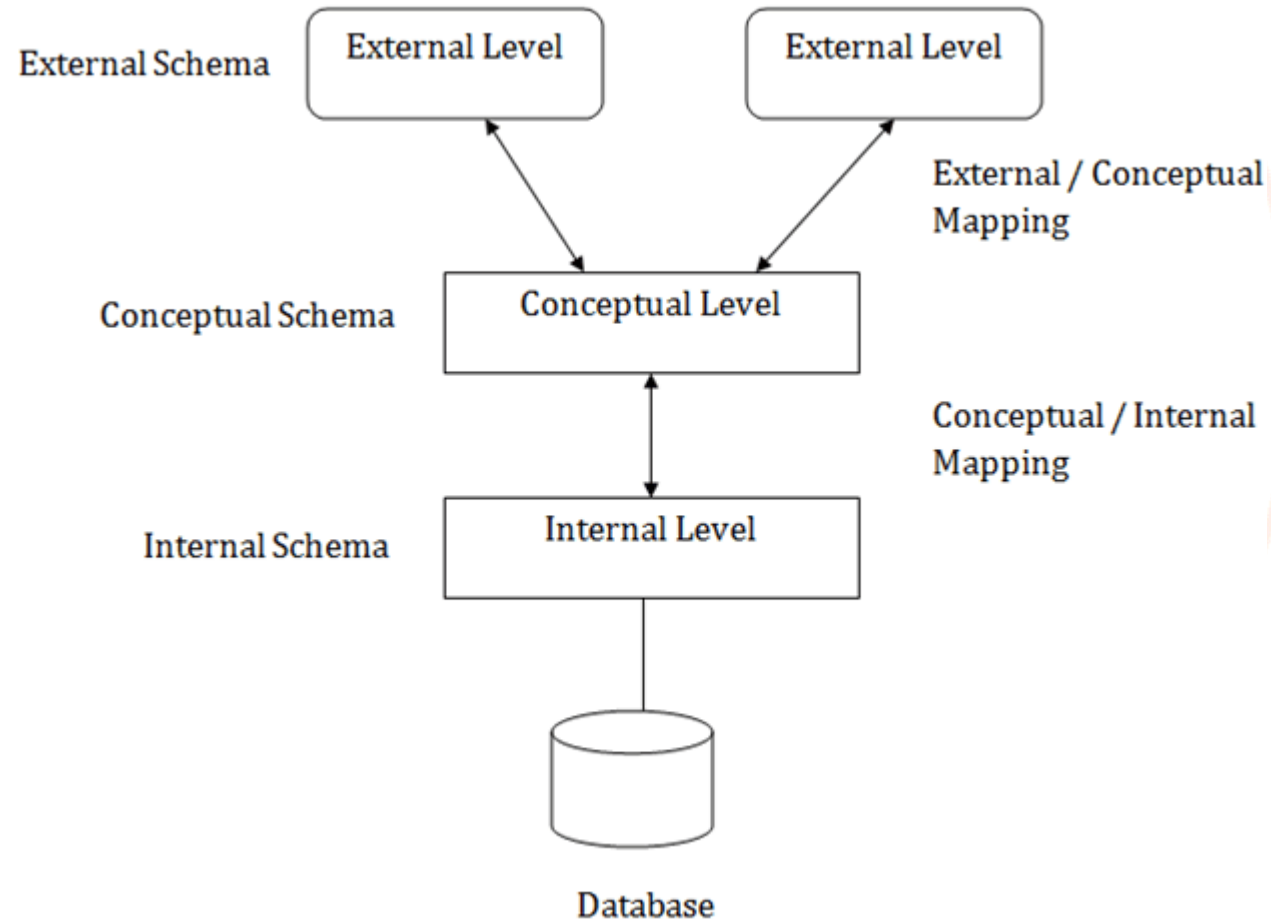 External Schema
External Level
External Level
External / Conceptual
Mapping
Conceptual Schema
Conceptual Level
Conceptual / Internal
Mapping
Internal Schema
Internal Level
Database